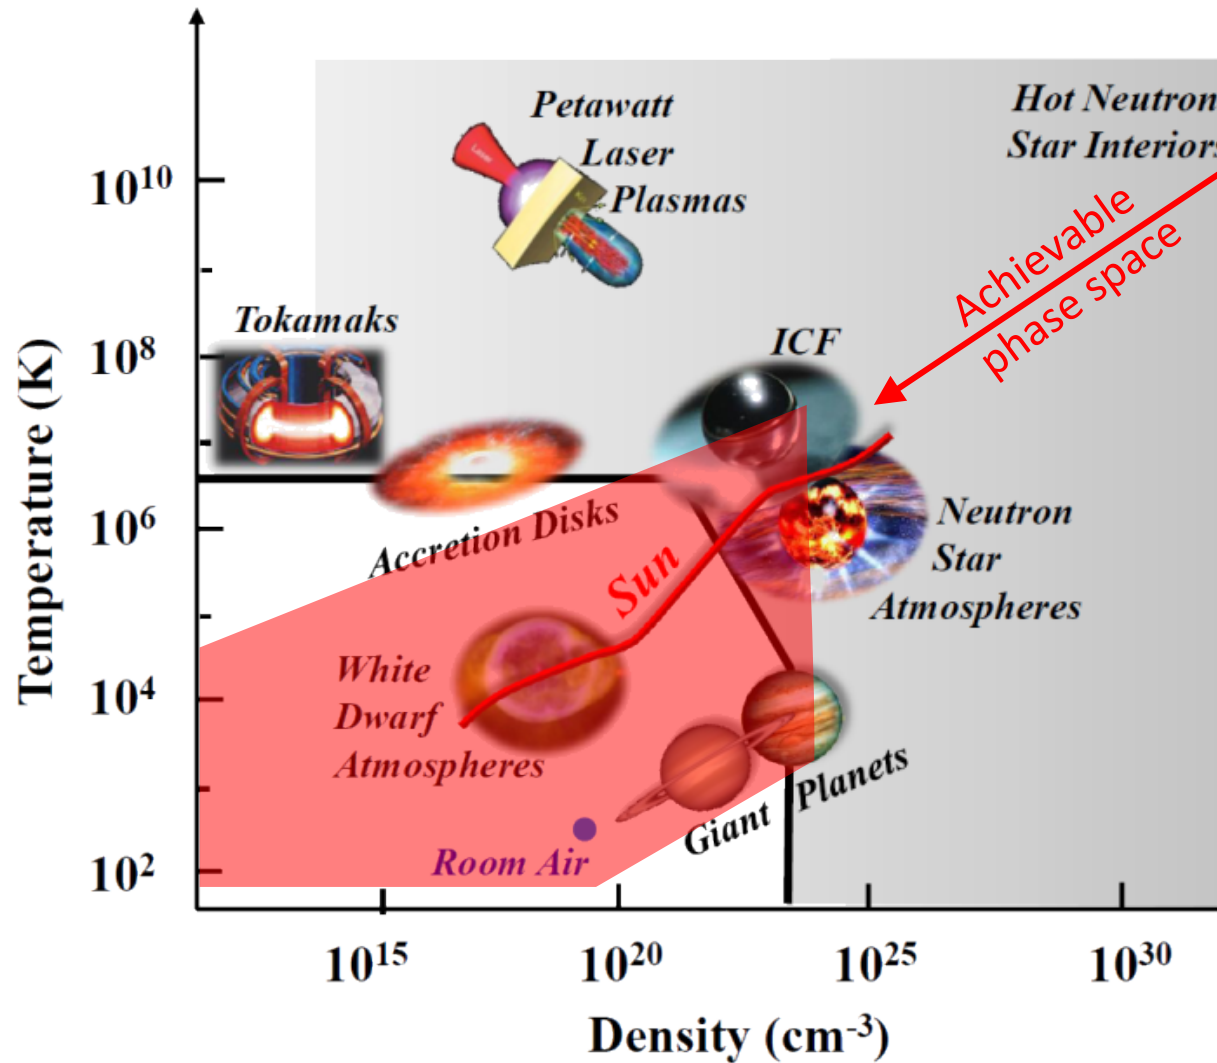 Petawatt
Laser
Plasmas
Laser
Hot Neutron
Star Interiors
10¹⁰
Achievable
phase space
Tokamaks
ICF
10⁸
Temperature (K)
Accretion Disks
10⁶
Sun
Neutron
Star
Atmospheres
White
Dwarf
Atmospheres
10⁴
Giant Planets
Room Air
10²
10¹⁵
10²⁰
10²⁵
10³⁰
Density (cm⁻³)